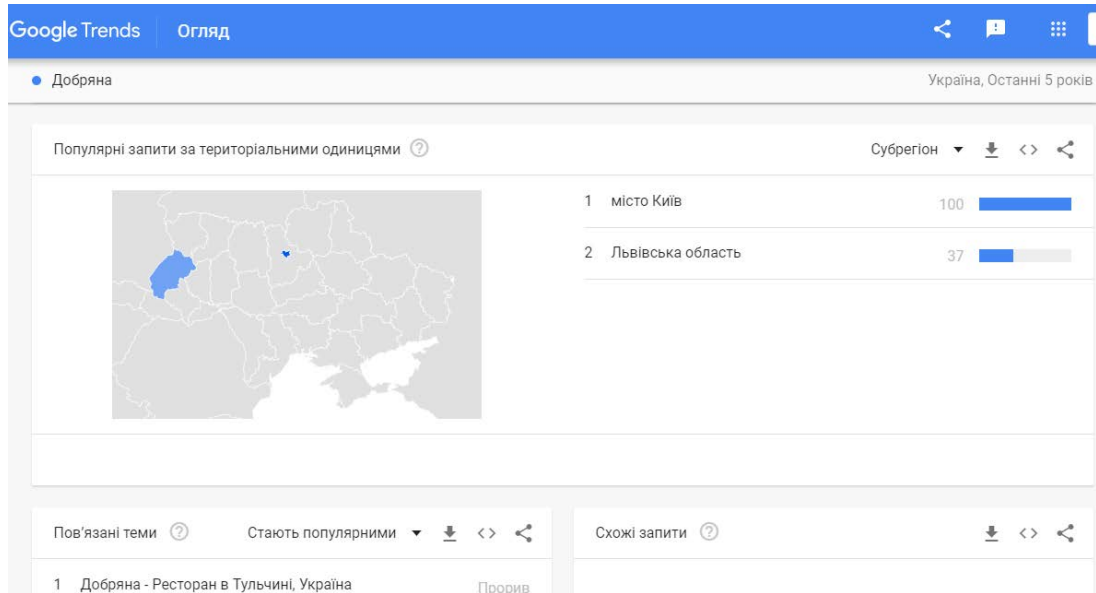 Google Trends Огляд
Добряна Україна, Останні 5 років
Популярні запити за територіальними одиницями ? Субрегіон
1 місто Київ 100
2 Львівська область 37
Пов'язані теми ? Стають популярними
Схожі запити ?
1 Добряна - Ресторан в Тульчині, Україна Прорив